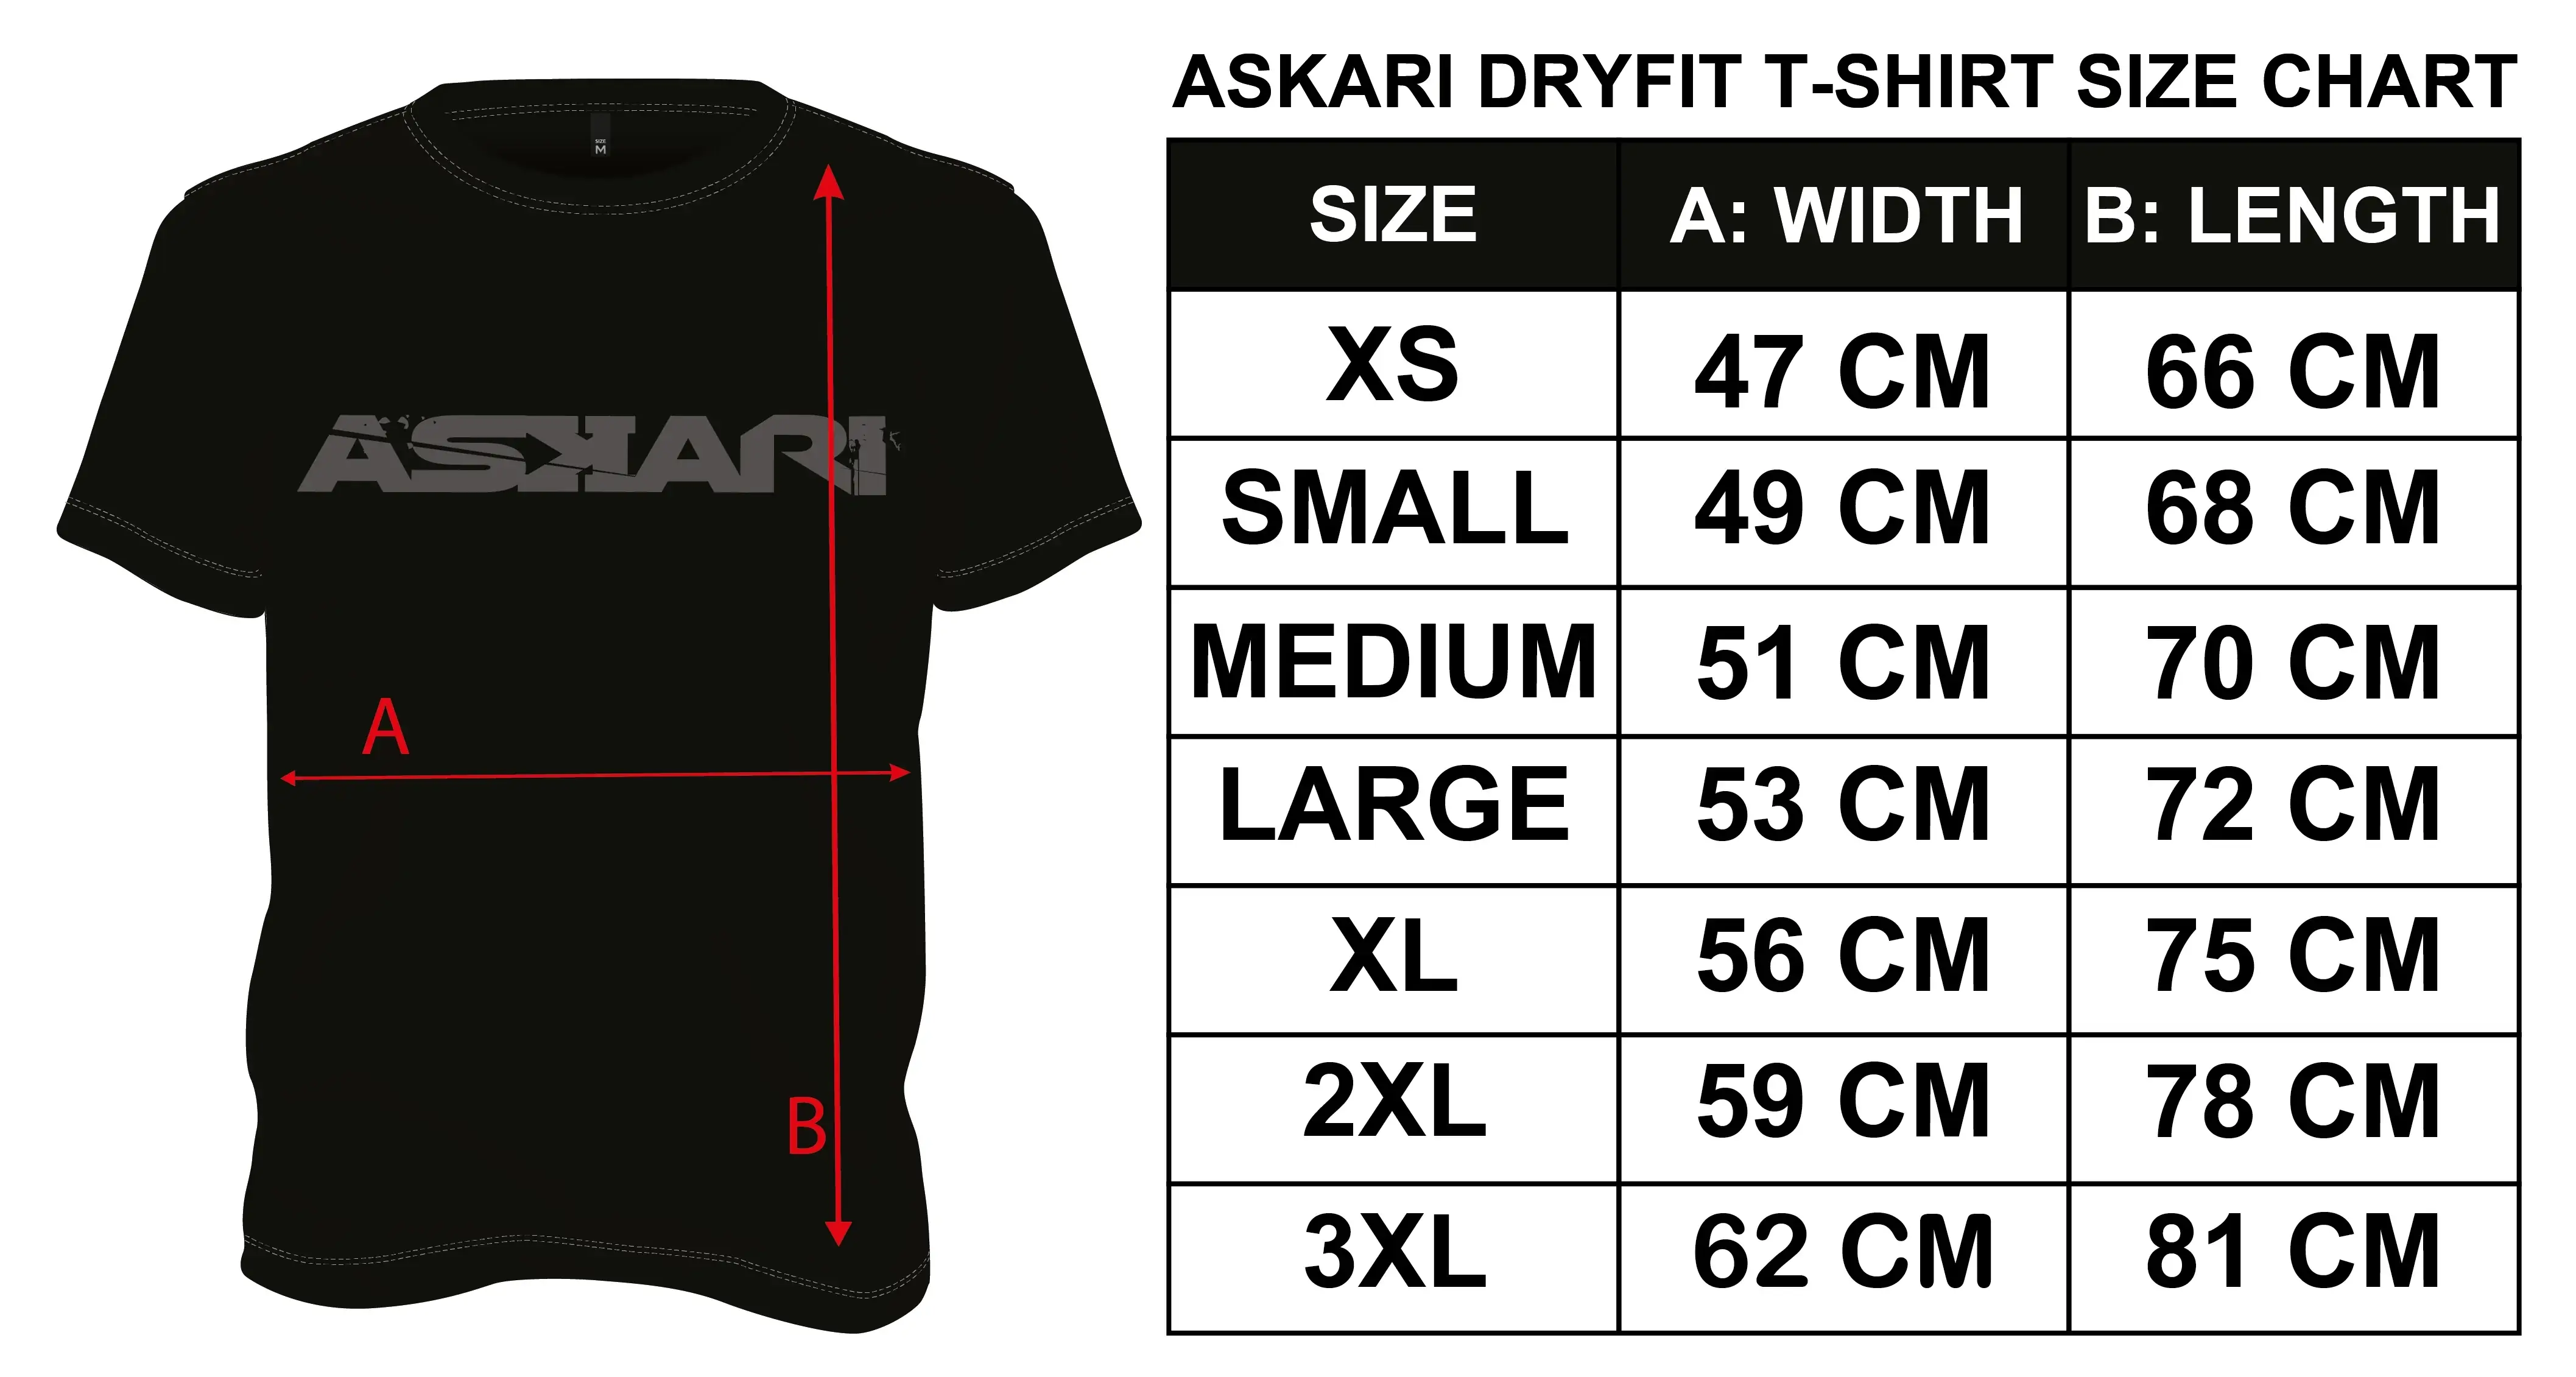 ASKARI DRYFIT T-SHIRT SIZE CHART
SIZE A: WIDTH B: LENGTH
XS 47 CM 66 CM
SMALL 49 CM 68 CM
MEDIUM 51 CM 70 CM
LARGE 53 CM 72 CM
XL 56 CM 75 CM
2XL 59 CM 78 CM
3XL 62 CM 81 CM
SIZE
M
ASKARI
A
B